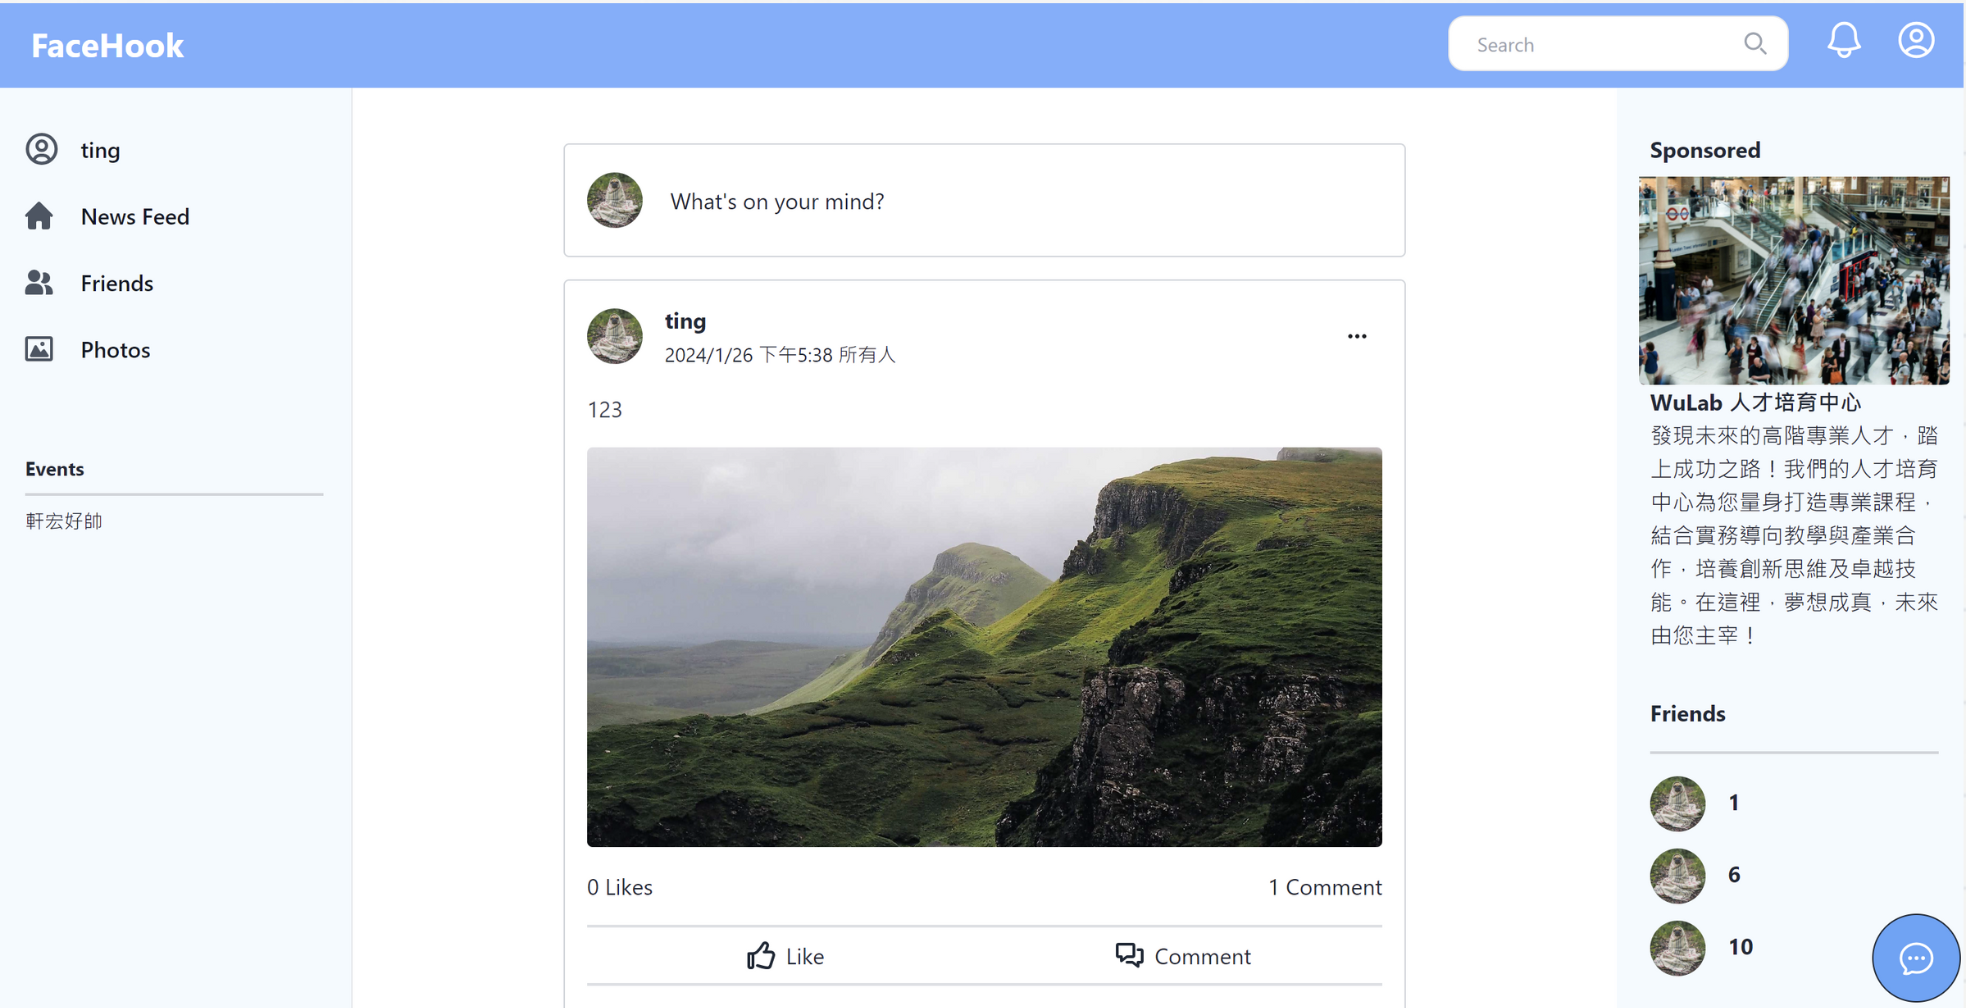 FaceHook
Search
ting
News Feed
Friends
Photos
Events
軒宏好帥
What's on your mind?
ting
2024/1/26 下午5:38 所有人
123
0 Likes
1 Comment
Like
Comment
Sponsored
WuLab 人才培育中心
發現未來的高階專業人才，踏
上成功之路！我們的人才培育
中心為您量身打造專業課程，
結合實務導向教學與產業合
作，培養創新思維及卓越技
能。在這裡，夢想成真，未來
由您主宰！
Friends
1
6
10